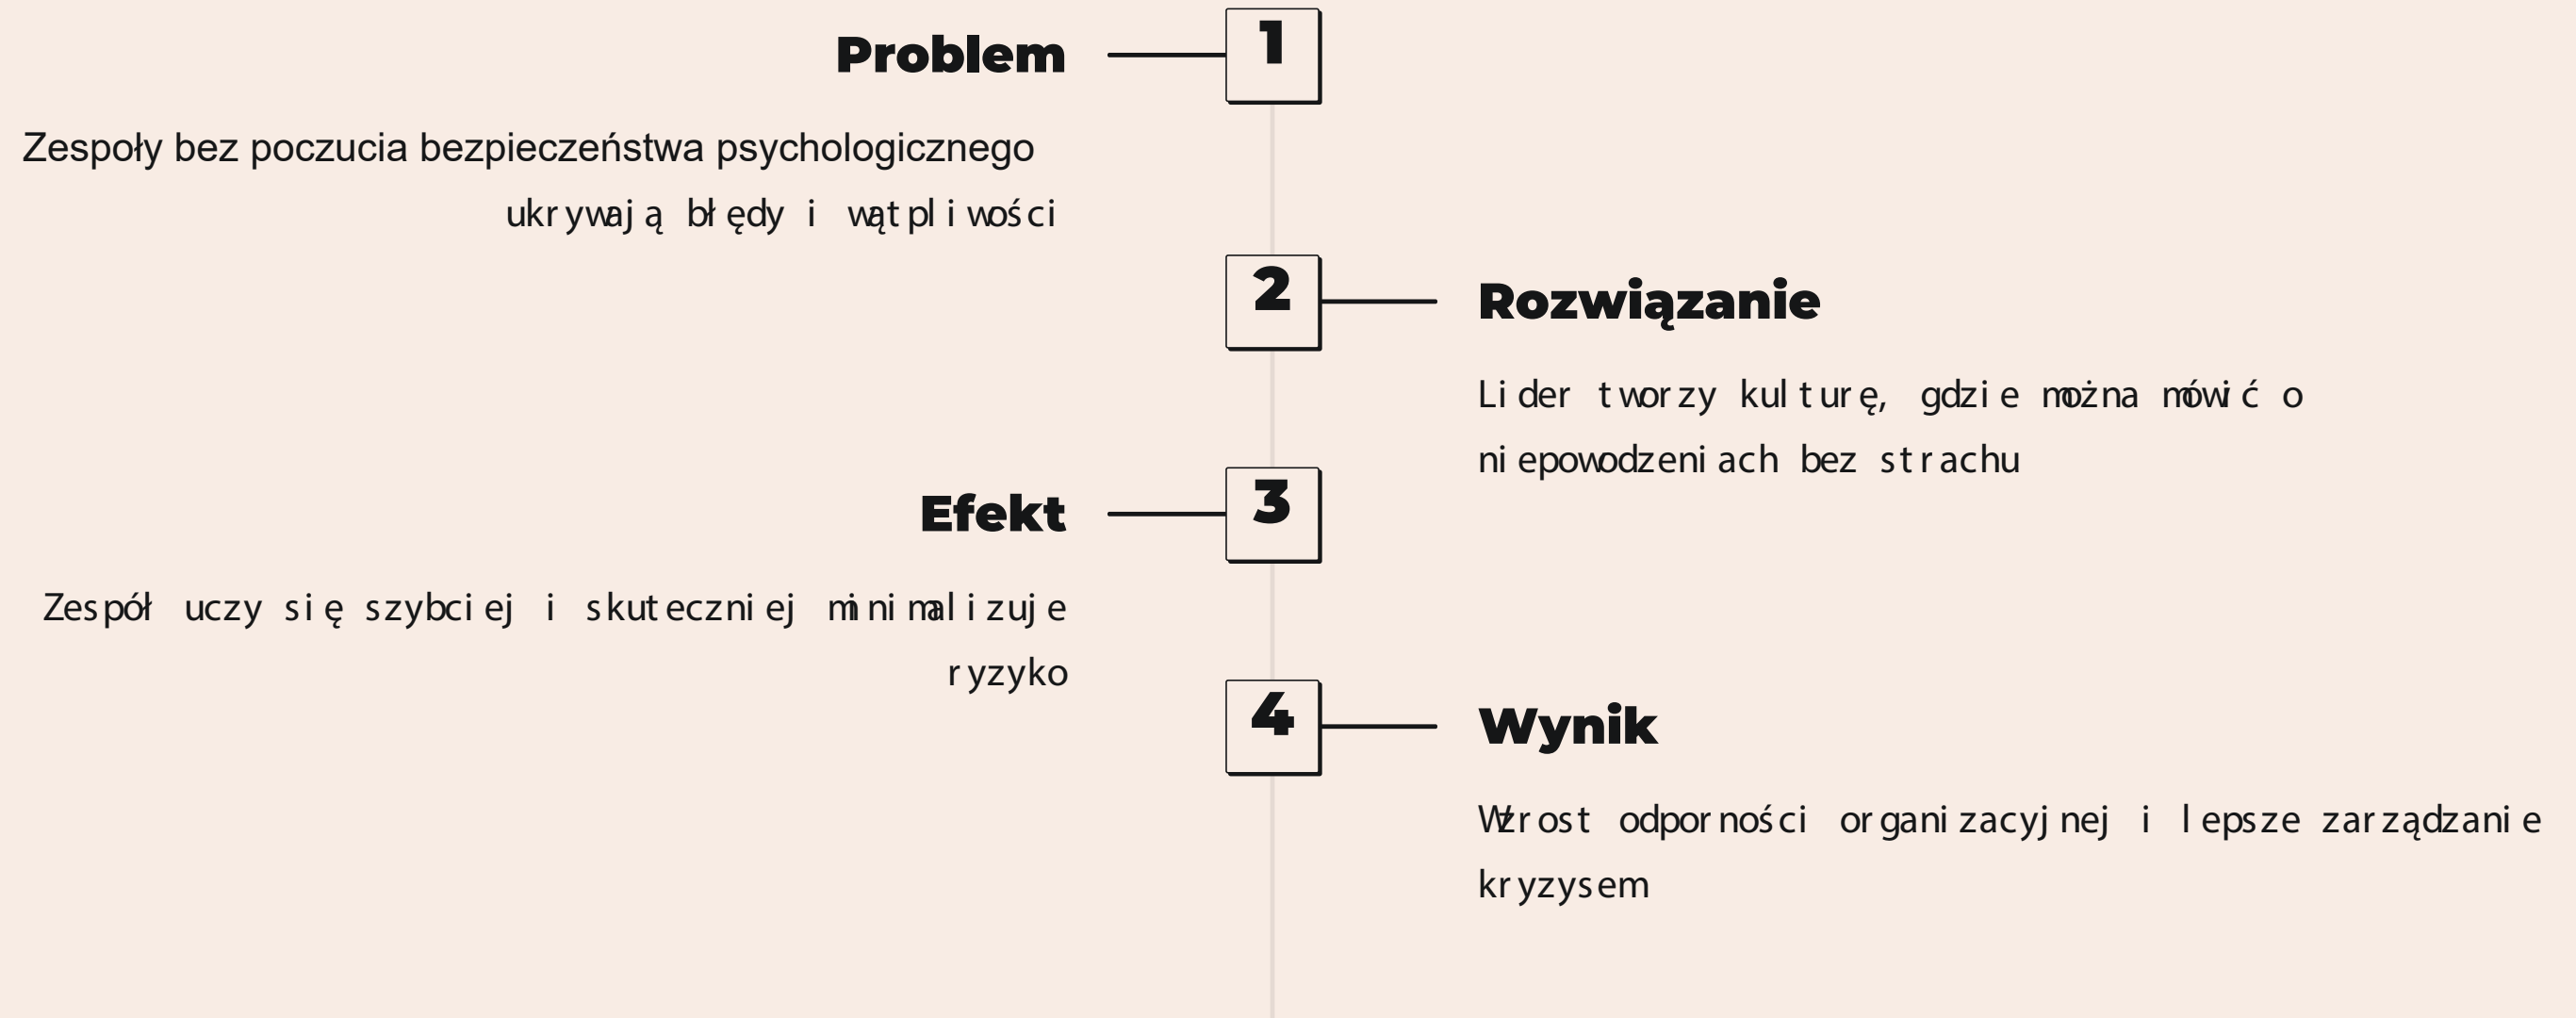 Problem
1
Zespoły bez poczucia bezpieczeństwa psychologicznego
ukrywają błędy i wątpliwości
2
Rozwiązanie
Lider tworzy kulturę, gdzie można mówić o
niepowodzeniach bez strachu
Efekt
3
Zespół uczy się szybciej i skuteczniej minimalizuje
ryzyko
4
Wynik
Wzrost odporności organizacyjnej i lepsze zarządzanie
kryzysem